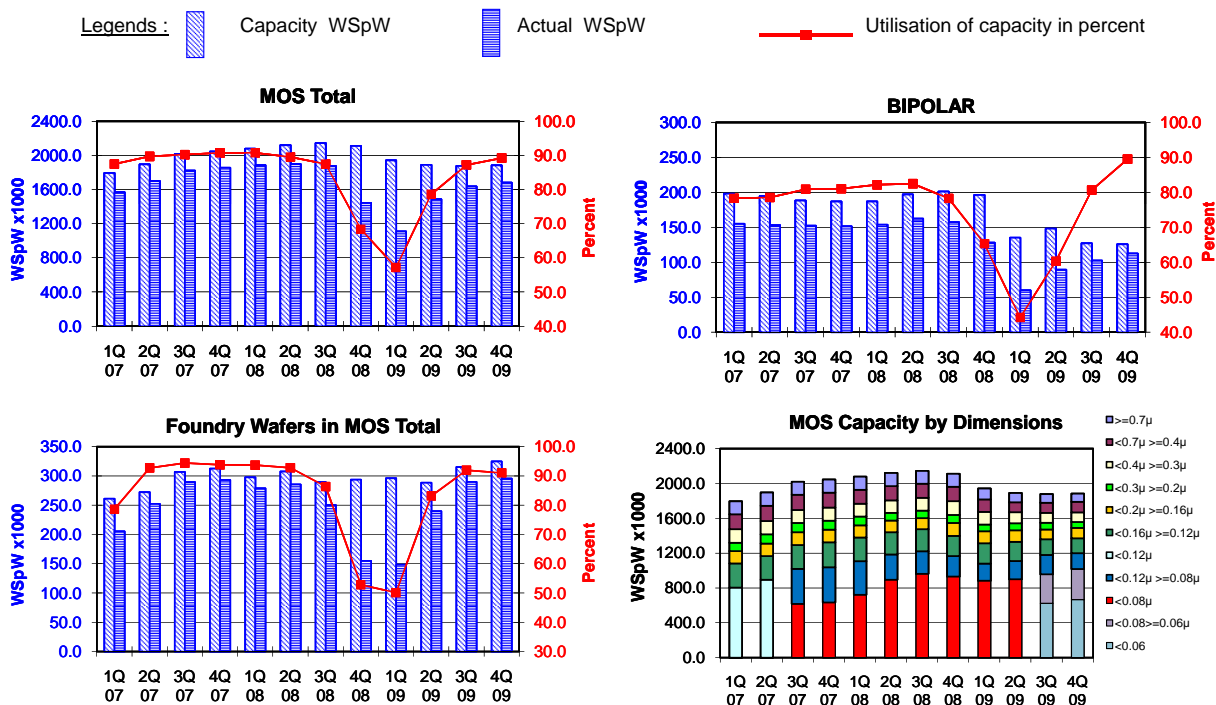 Legends : Capacity WSpW Actual WSpW Utilisation of capacity in percent
MOS Total
WSpW x1000
2400.0
2000.0
1600.0
1200.0
800.0
400.0
0.0
100.0
90.0
80.0
70.0
60.0
50.0
40.0
Percent
1Q 2Q 3Q 4Q 1Q 2Q 3Q 4Q 1Q 2Q 3Q 4Q
07 07 07 07 08 08 08 08 09 09 09 09
BIPOLAR
WSpW x1000
300.0
250.0
200.0
150.0
100.0
50.0
0.0
100.0
90.0
80.0
70.0
60.0
50.0
40.0
Percent
1Q 2Q 3Q 4Q 1Q 2Q 3Q 4Q 1Q 2Q 3Q 4Q
07 07 07 07 08 08 08 08 09 09 09 09
Foundry Wafers in MOS Total
WSpW x1000
350.0
300.0
250.0
200.0
150.0
100.0
50.0
0.0
100.0
90.0
80.0
70.0
60.0
50.0
40.0
30.0
Percent
1Q 2Q 3Q 4Q 1Q 2Q 3Q 4Q 1Q 2Q 3Q 4Q
07 07 07 07 08 08 08 08 09 09 09 09
MOS Capacity by Dimensions
WSpW x1000
2400.0
2000.0
1600.0
1200.0
800.0
400.0
0.0
1Q 2Q 3Q 4Q 1Q 2Q 3Q 4Q 1Q 2Q 3Q 4Q
07 07 07 07 08 08 08 08 09 09 09 09
>=0.7µ
<0.7µ >=0.4µ
<0.4µ >=0.3µ
<0.3µ >=0.2µ
<0.2µ >=0.16µ
<0.16µ >=0.12µ
<0.12µ
<0.12µ >=0.08µ
<0.08µ
<0.08>=0.06µ
<0.06